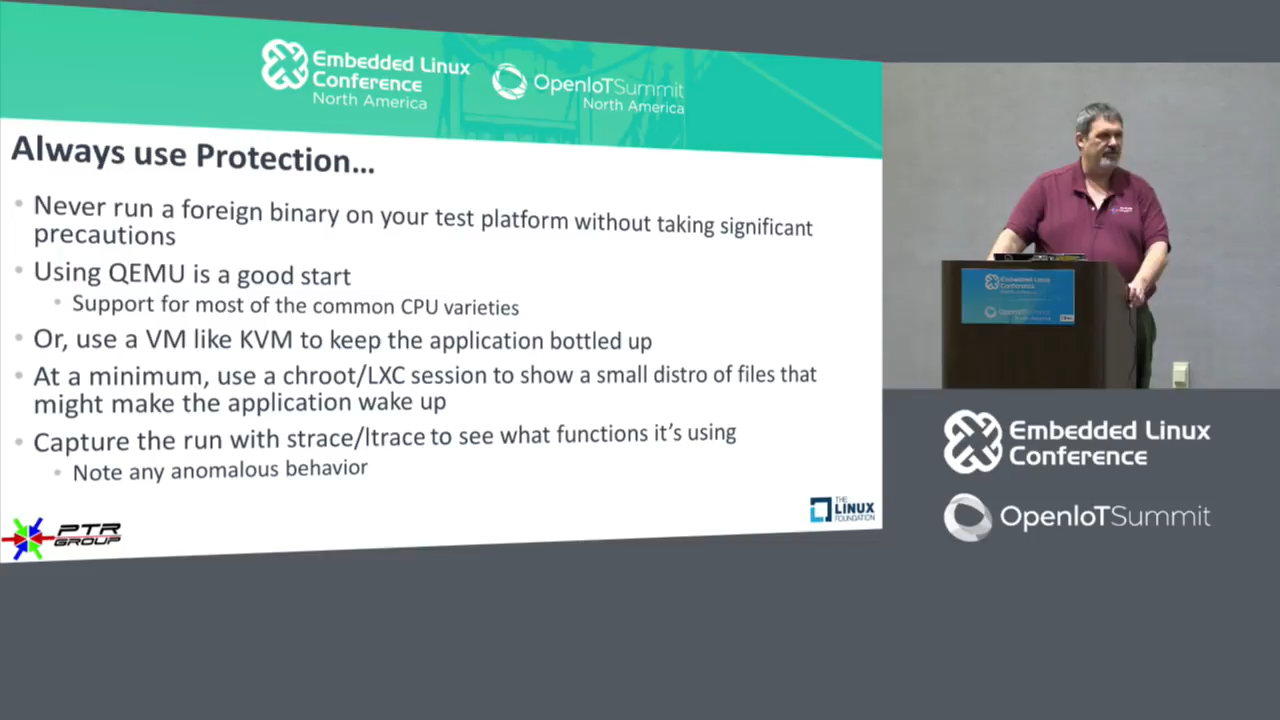 Embedded Linux
Conference
North America
OpenIoTSummit
North America
Always use Protection...
• Never run a foreign binary on your test platform without taking significant
precautions
• Using QEMU is a good start
• Support for most of the common CPU varieties
• Or, use a VM like KVM to keep the application bottled up
• At a minimum, use a chroot/LXC session to show a small distro of files that
might make the application wake up
• Capture the run with strace/ltrace to see what functions it's using
• Note any anomalous behavior
PTR
GROUP
THE
LINUX
FOUNDATION
Embedded Linux
Conference
OpenIoTSummit
Embedded Linux
Conference
OpenIoTSummit